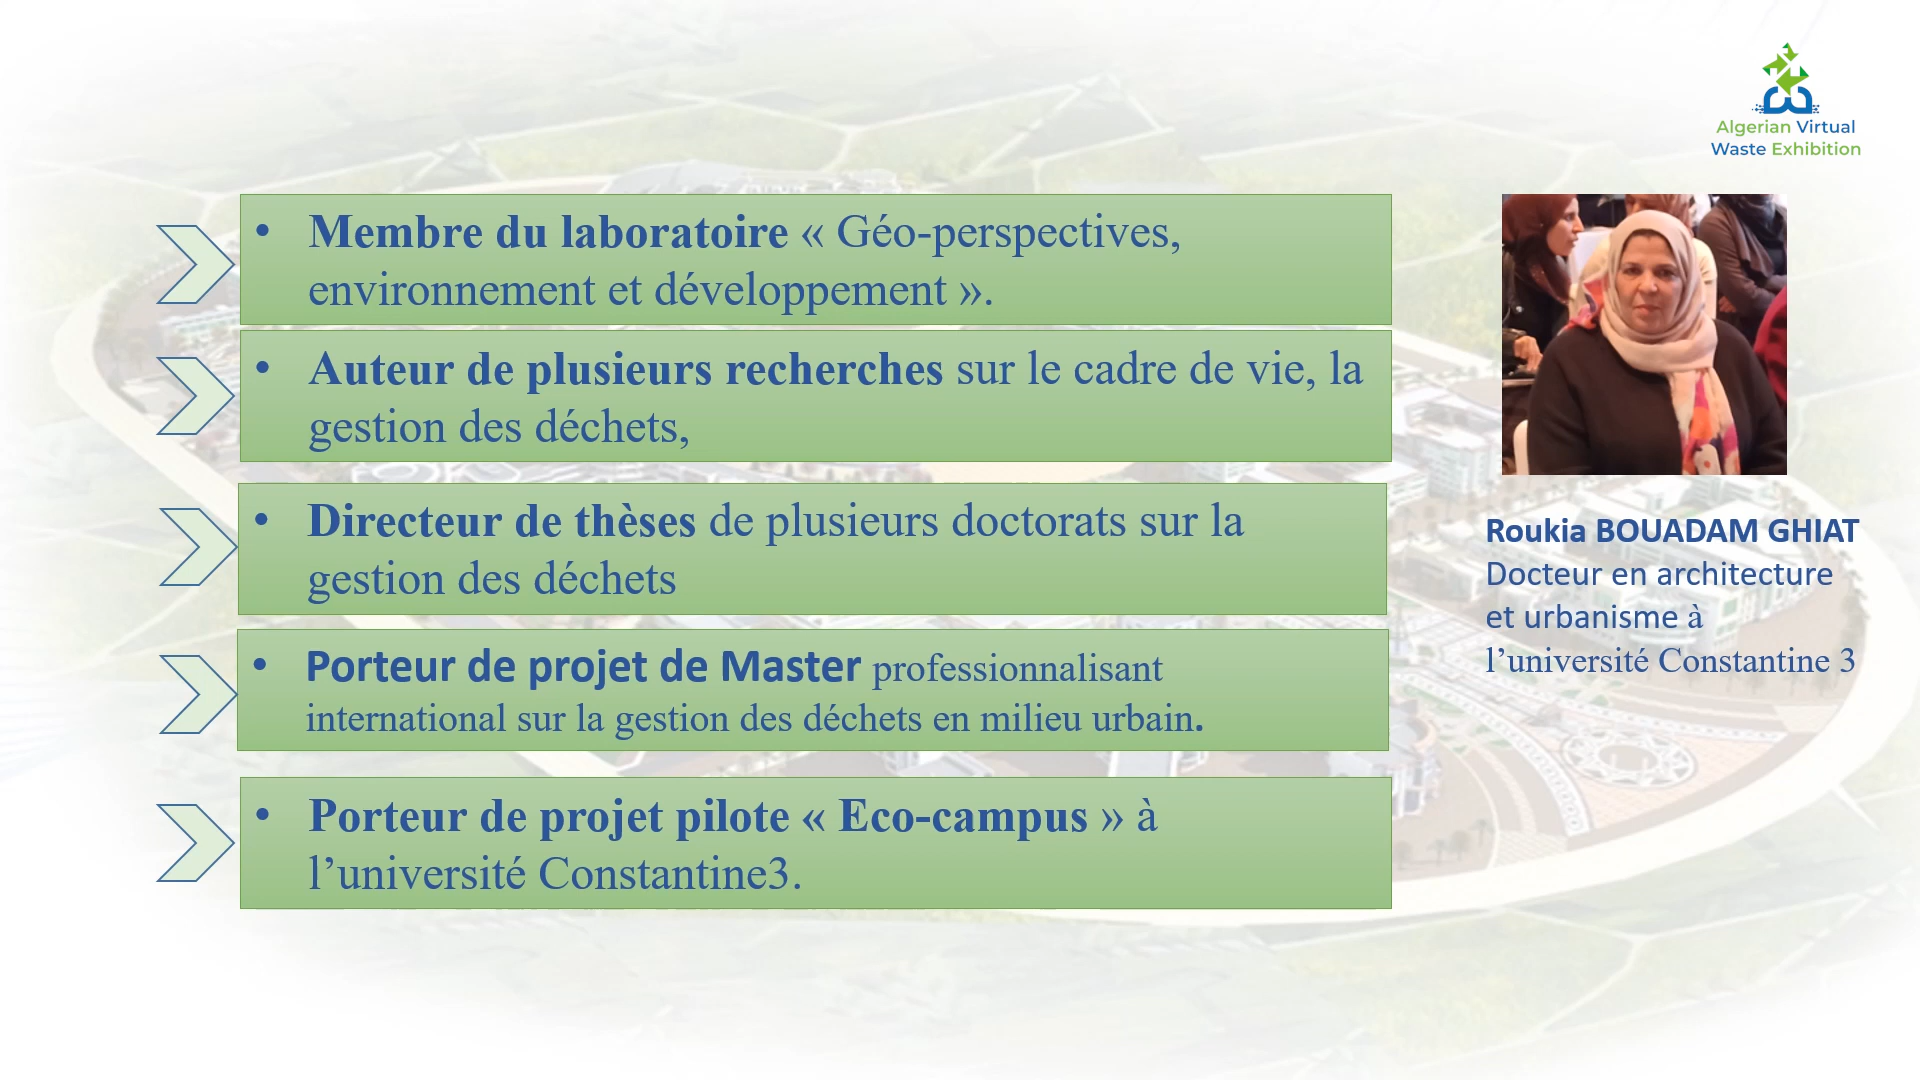 Algerian Virtual
Waste Exhibition
• Membre du laboratoire « Géo-perspectives,
environnement et développement ».
• Auteur de plusieurs recherches sur le cadre de vie, la
gestion des déchets,
• Directeur de thèses de plusieurs doctorats sur la
gestion des déchets
• Porteur de projet de Master professionnalisant
international sur la gestion des déchets en milieu urbain.
• Porteur de projet pilote « Eco-campus » à
l’université Constantine3.
Roukia BOUADAM GHIAT
Docteur en architecture
et urbanisme à
l’université Constantine 3